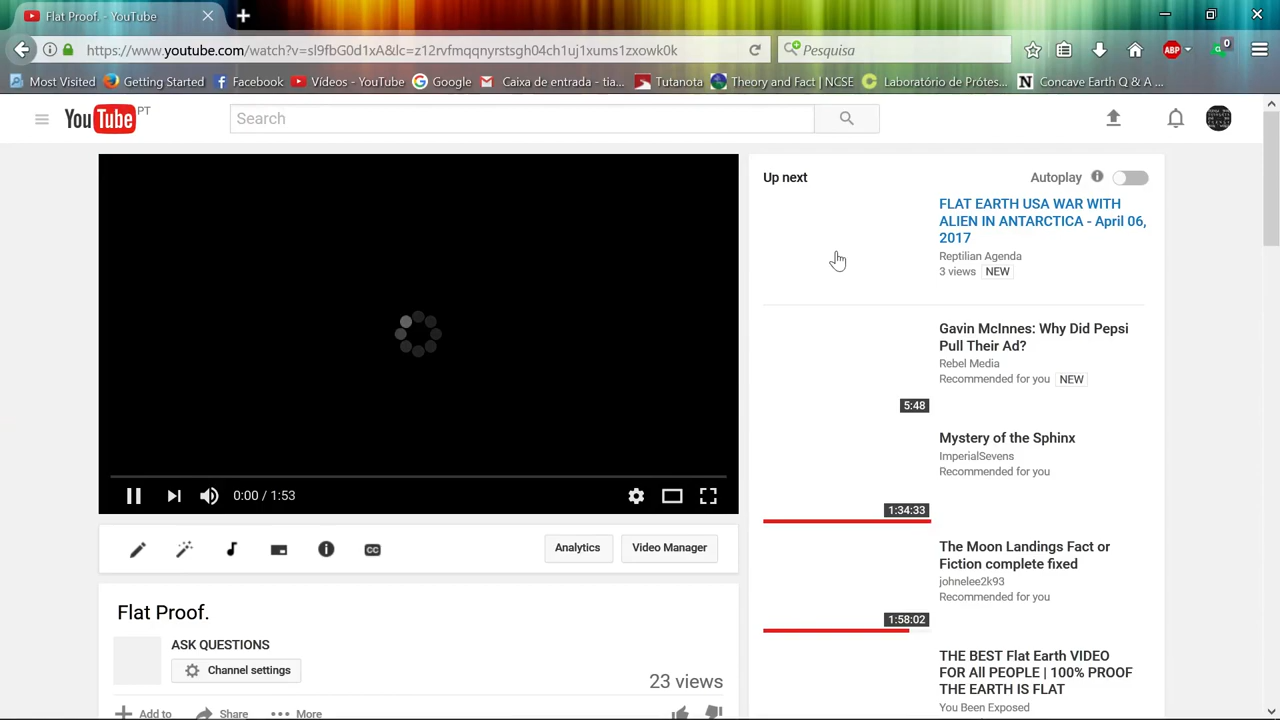 Flat Proof. - YouTube
https://www.youtube.com/watch?v=sl9fbG0d1xA&lc=z12rvfmqqnyrstsgh04ch1uj1xums1zxowk0k
Pesquisa
ABP
0
Most Visited
Getting Started
Facebook
Vídeos - YouTube
Google
Caixa de entrada - tia...
Tutanota
Theory and Fact | NCSE
Laboratório de Prótes...
Concave Earth Q & A ...
YouTube PT
Search
Up next
Autoplay
FLAT EARTH USA WAR WITH
ALIEN IN ANTARCTICA - April 06,
2017
Reptilian Agenda
3 views NEW
Gavin McInnes: Why Did Pepsi
Pull Their Ad?
Rebel Media
Recommended for you NEW
5:48
Mystery of the Sphinx
ImperialSevens
Recommended for you
1:34:33
The Moon Landings Fact or
Fiction complete fixed
johnelee2k93
Recommended for you
1:58:02
THE BEST Flat Earth VIDEO
FOR All PEOPLE | 100% PROOF
THE EARTH IS FLAT
You Been Exposed
0:00 / 1:53
CC
Analytics
Video Manager
Flat Proof.
ASK QUESTIONS
Channel settings
23 views
Add to
Share
More